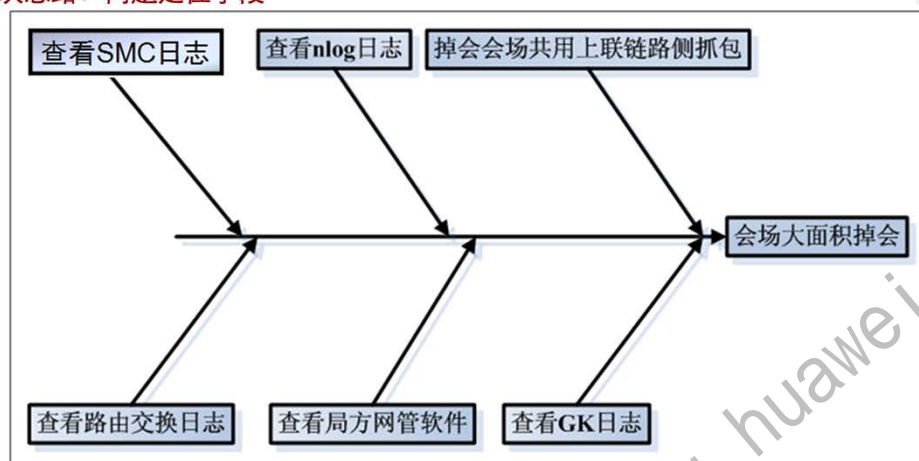 查看SMC日志
查看nlog日志
掉会会场共用上联链路侧抓包
会场大面积掉会
查看路由交换日志
查看局方网管软件
查看GK日志
huawei